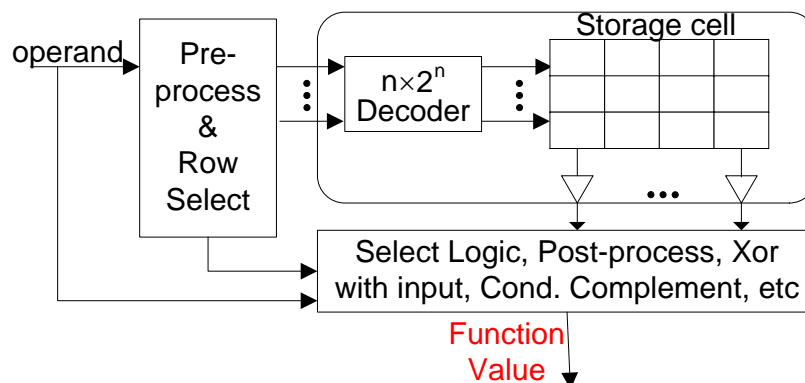 operand
Pre-
process
&
Row
Select
n×2^n
Decoder
Storage cell
Select Logic, Post-process, Xor
with input, Cond. Complement, etc
Function
Value